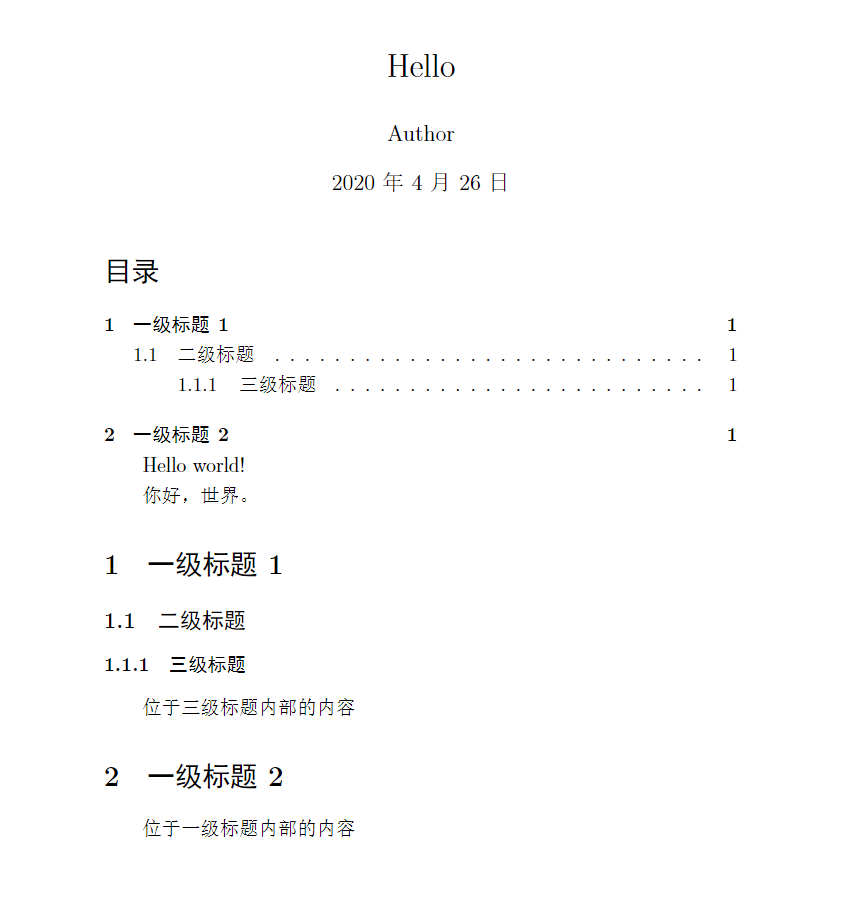 Hello
Author
2020 年 4 月 26 日
目录
1 一级标题 1 1
1.1 二级标题 . . . . . . . . . . . . . . . . . . . . . . . . . . . . . 1
1.1.1 三级标题 . . . . . . . . . . . . . . . . . . . . . . . . . 1
2 一级标题 2 1
Hello world!
你好，世界。
1 一级标题 1
1.1 二级标题
1.1.1 三级标题
位于三级标题内部的内容
2 一级标题 2
位于一级标题内部的内容